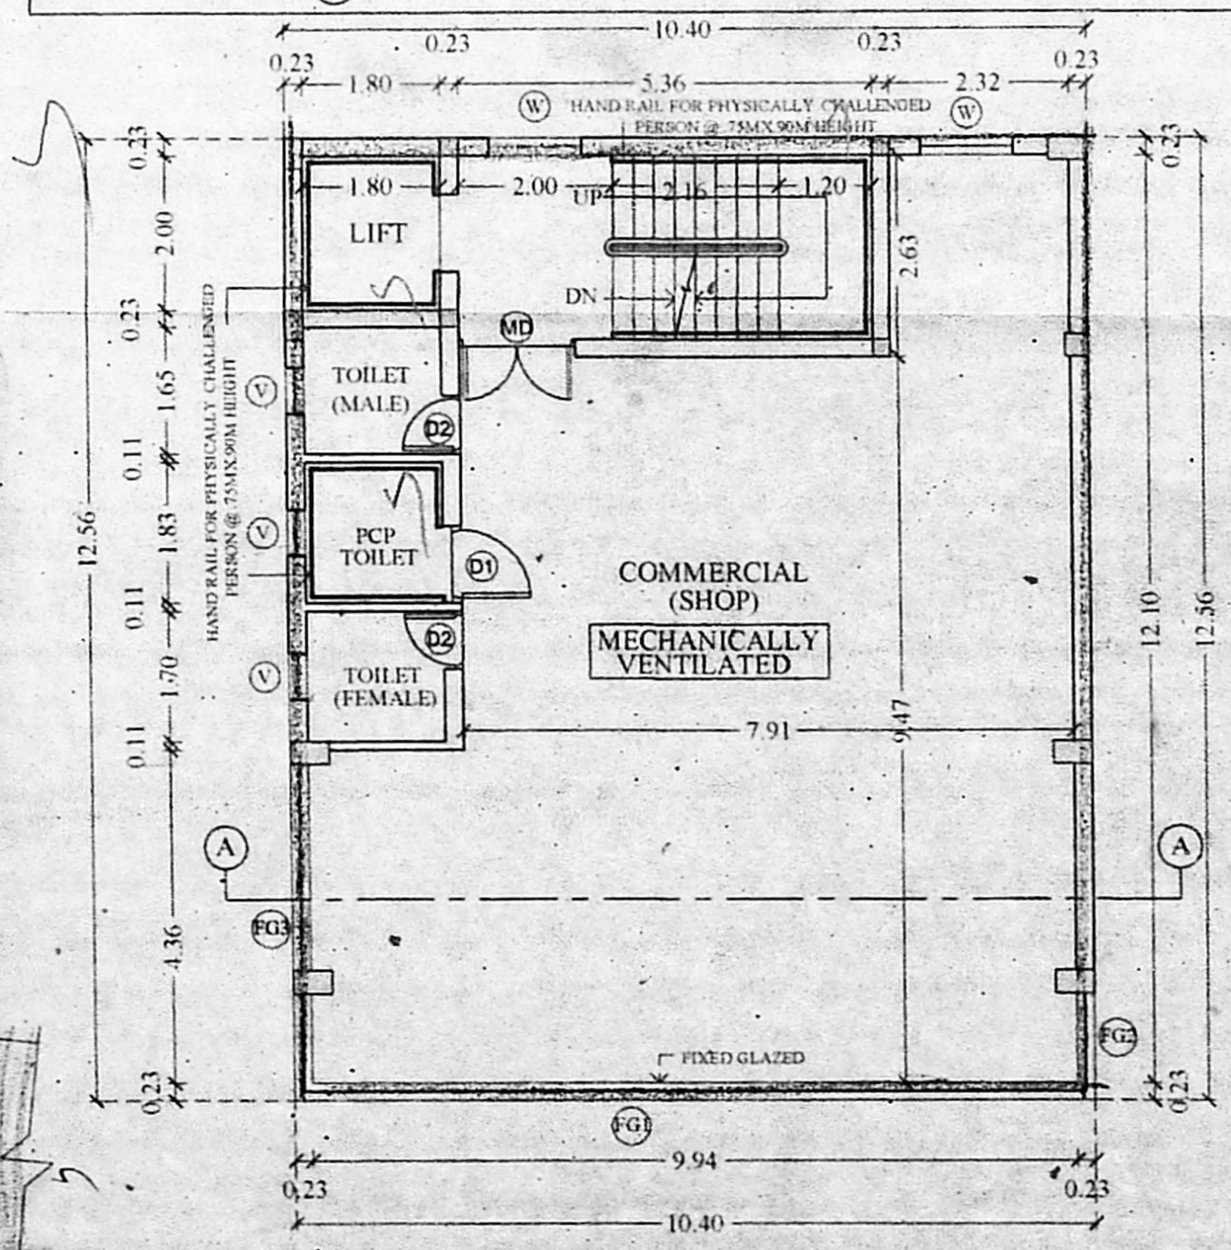 10.40
0.23
0.23
0.23
0.23
1.80
5.36
2.32
W
HAND RAIL FOR PHYSICALLY CHALLENGED
PERSON @ .75MX.90M HEIGHT
W
0.23
0.23
1.80
2.00
UP
2.16
1.20
LIFT
2.00
2.63
DN
0.23
MD
HAND RAIL FOR PHYSICALLY CHALLENGED
PERSON @ .75MX.90M HEIGHT
TOILET
(MALE)
V
1.65
D2
0.11
12.56
1.83
V
PCP
TOILET
D1
COMMERCIAL
(SHOP)
MECHANICALLY
VENTILATED
12.10
12.56
0.11
D2
1.70
V
TOILET
(FEMALE)
7.91
9.47
0.11
A
A
FG3
4.36
FG2
FIXED GLAZED
0.23
0.23
FG1
9.94
0.23
0.23
10.40